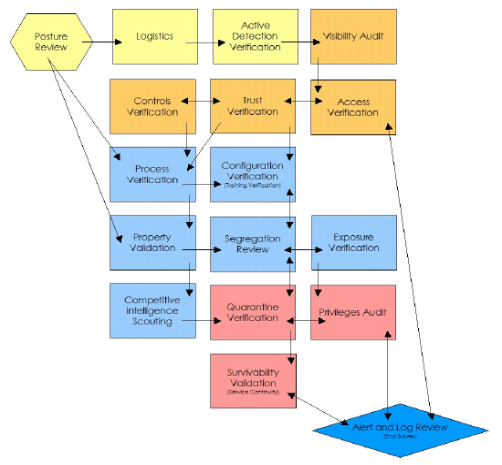 Posture
Review
Logistics
Active
Detection
Verification
Visibility Audit
Controls
Verification
Trust
Verification
Access
Verification
Process
Verification
Configuration
Verification
(Training Verification)
Property
Validation
Segregation
Review
Exposure
Verification
Competitive
Intelligence
Scouting
Quarantine
Verification
Privileges Audit
Survivability
Validation
(Service Continuity)
Alert and Log Review
(End Survey)